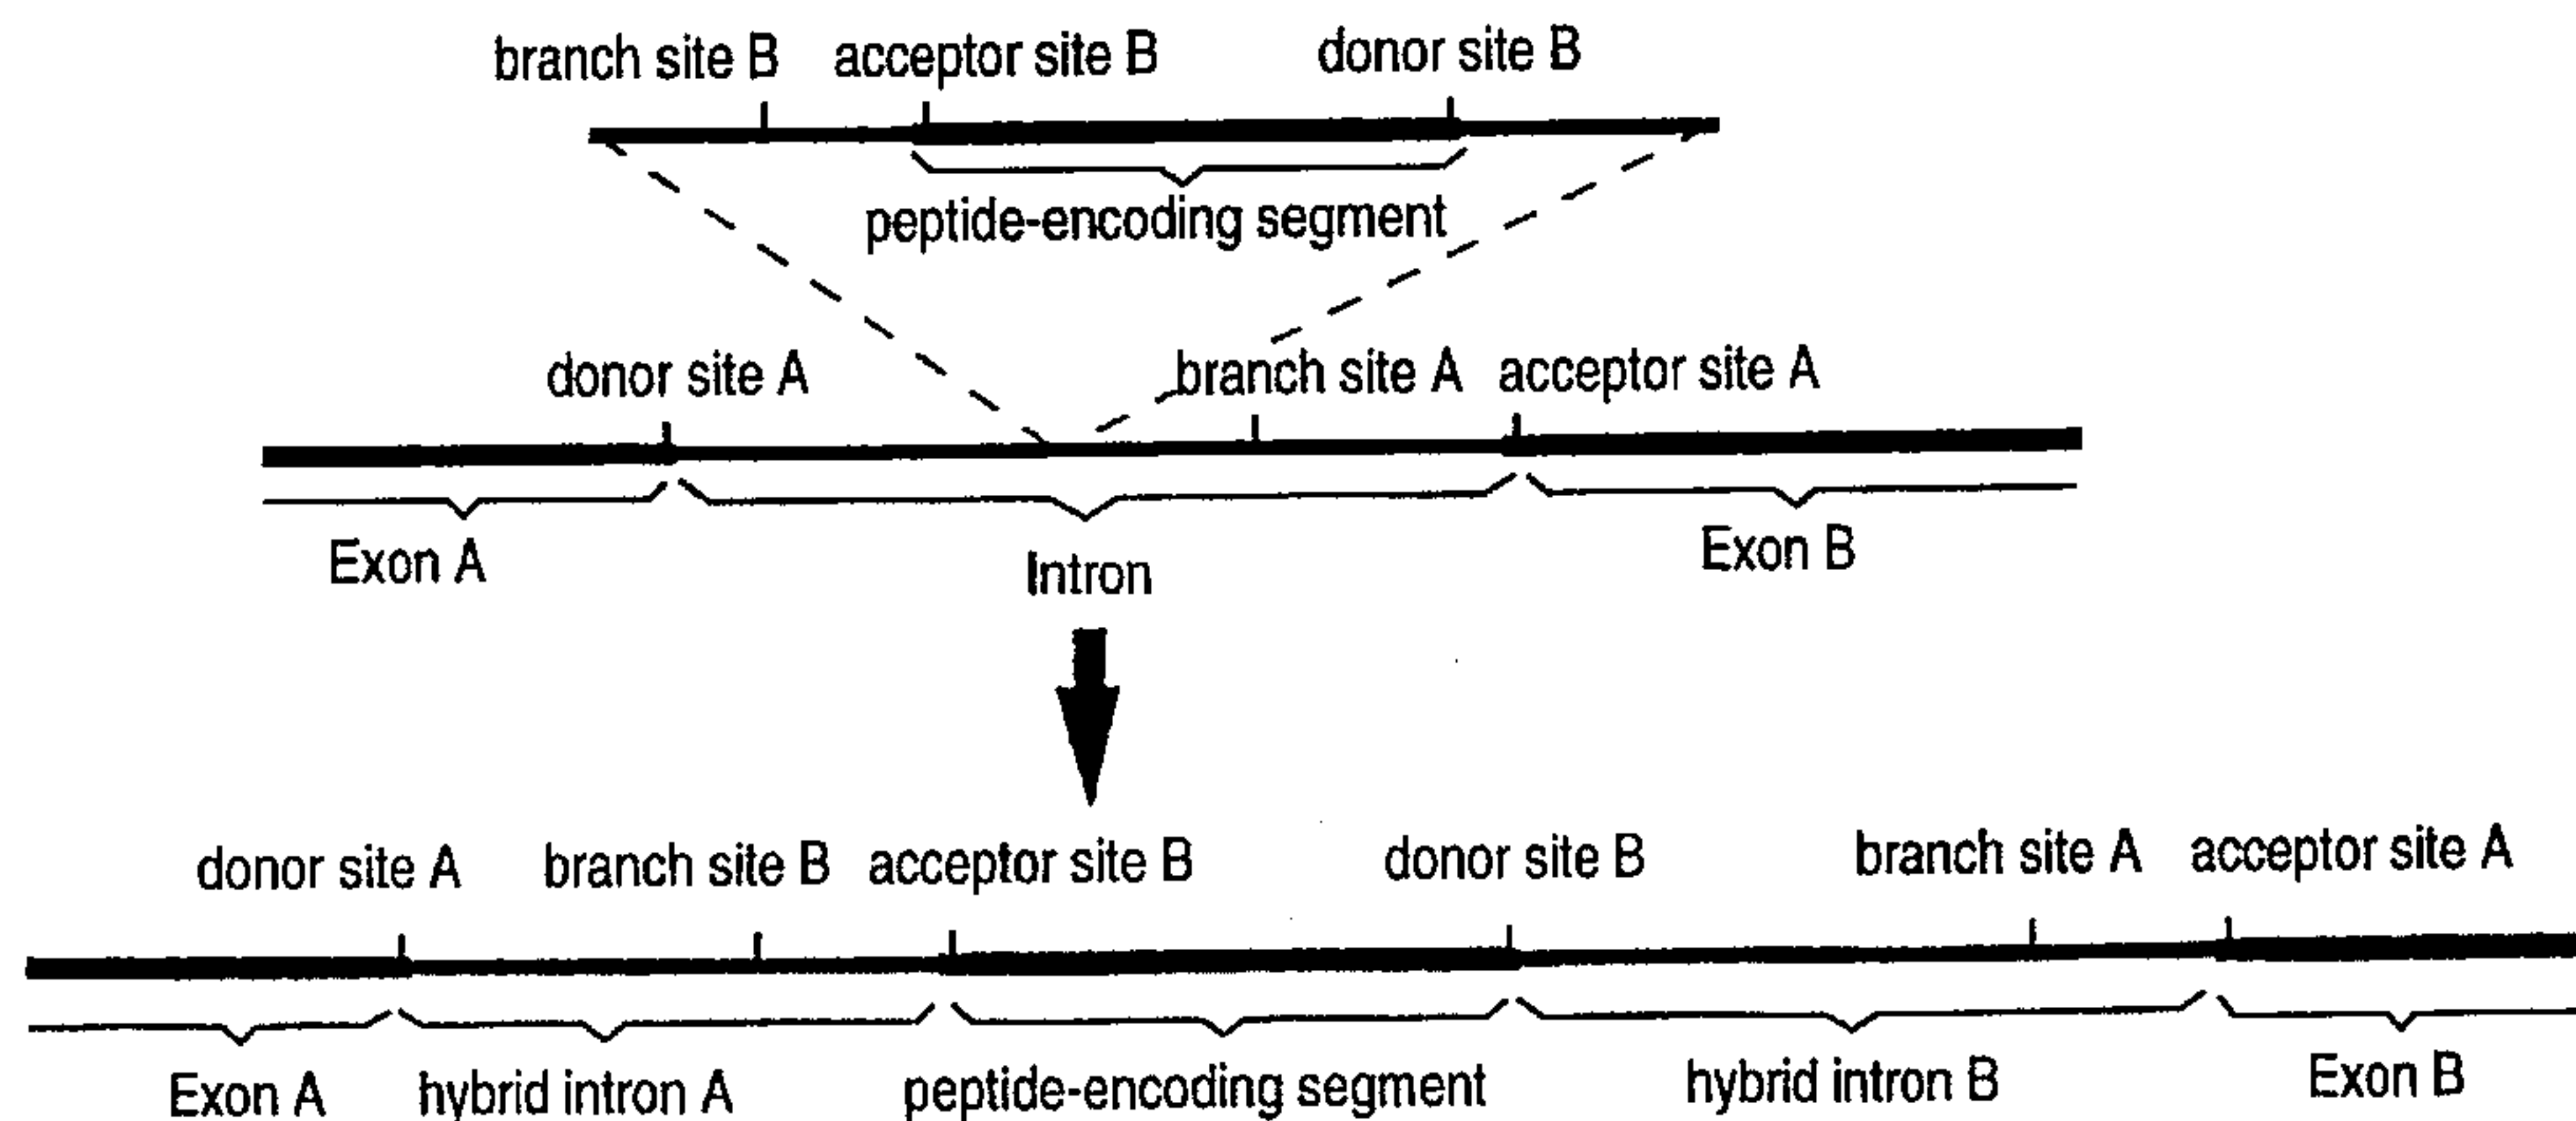 branch site B acceptor site B donor site B
peptide-encoding segment
donor site A branch site A acceptor site A
Exon A Intron Exon B
donor site A branch site B acceptor site B donor site B branch site A acceptor site A
Exon A hybrid intron A peptide-encoding segment hybrid intron B Exon B